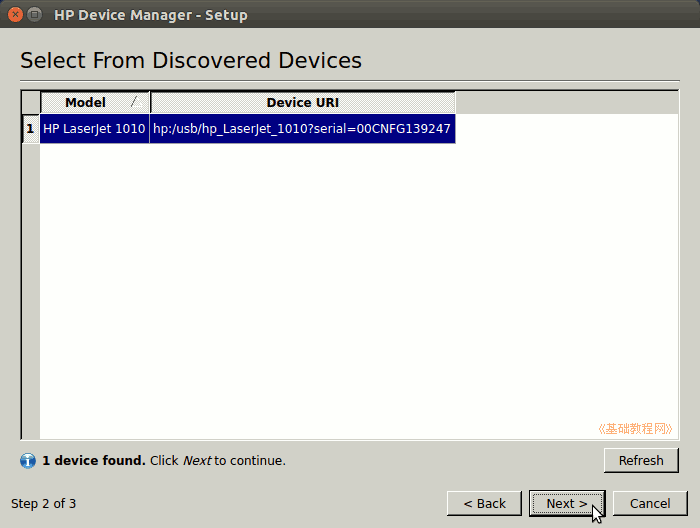 HP Device Manager - Setup
Select From Discovered Devices
Model Device URI
1 HP LaserJet 1010 hp:/usb/hp_LaserJet_1010?serial=00CNFG139247
《基础教程网》
1 device found. Click Next to continue.
Refresh
Step 2 of 3
< Back Next > Cancel